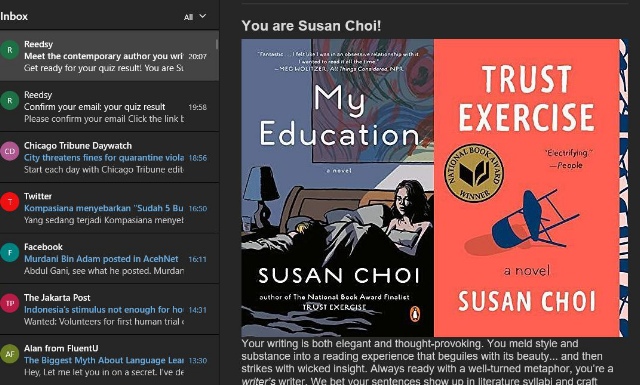 Inbox
All
R
Reedsy
Meet the contemporary author you wri 20:07
Get ready for your quiz result! You are Su
R
Reedsy
Confirm your email: your quiz result 19:58
Please confirm your email Click the link b
CD
Chicago Tribune Daywatch
City threatens fines for quarantine viola 18:56
Start each day with Chicago Tribune edit
T
Twitter
Kompasiana menyebarkan "Sudah 5 Bu 16:50
Yang sedang terjadi Kompasiana menyel
F
Facebook
Murdani Bin Adam posted in AcehNet 16:11
Abdul Gani, see what he posted. Murdan
TP
The Jakarta Post
Indonesia's stimulus not enough for ho 14:31
Wanted: Volunteers for first human trial c
AF
Alan from FluentU
The Biggest Myth About Language Lea 13:30
Hey, Let me let you in on a secret. I've de
You are Susan Choi!
"Fantastic. ... I felt like I was in an obsessive relationship with it.
I wanted to read it all the time."
—MEG WOLITZER, All Things Considered, NPR
My
Education
a novel
SUSAN CHOI
author of The National Book Award Finalist
TRUST EXERCISE
TRUST
EXERCISE
"Electrifying."
—People
NATIONAL BOOK AWARD
WINNER
a novel
SUSAN CHOI
Your writing is both elegant and thought-provoking. You meld style and
substance into a reading experience that beguiles with its beauty... and then
strikes with wicked insight. Always ready with a well-turned metaphor, you're a
writer's writer. We bet your sentences show up in literature syllabi and craft